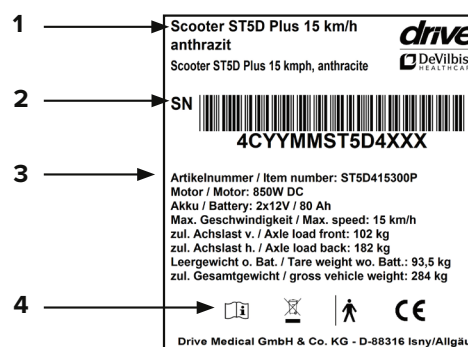 1
Scooter ST5D Plus 15 km/h
anthrazit
Scooter ST5D Plus 15 kmph, anthracite
drive
DeVilbis
HEALTHCAR
2
SN
4CYYMMST5D4XXX
3
Artikelnummer / Item number: ST5D415300P
Motor / Motor: 850W DC
Akku / Battery: 2x12V / 80 Ah
Max. Geschwindigkeit / Max. speed: 15 km/h
zul. Achslast v. / Axle load front: 102 kg
zul. Achslast h. / Axle load back: 182 kg
Leergewicht o. Bat. / Tare weight wo. Batt.: 93,5 kg
zul. Gesamtgewicht / gross vehicle weight: 284 kg
4
i
CE
Drive Medical GmbH & Co. KG - D-88316 Isny/Allgäu